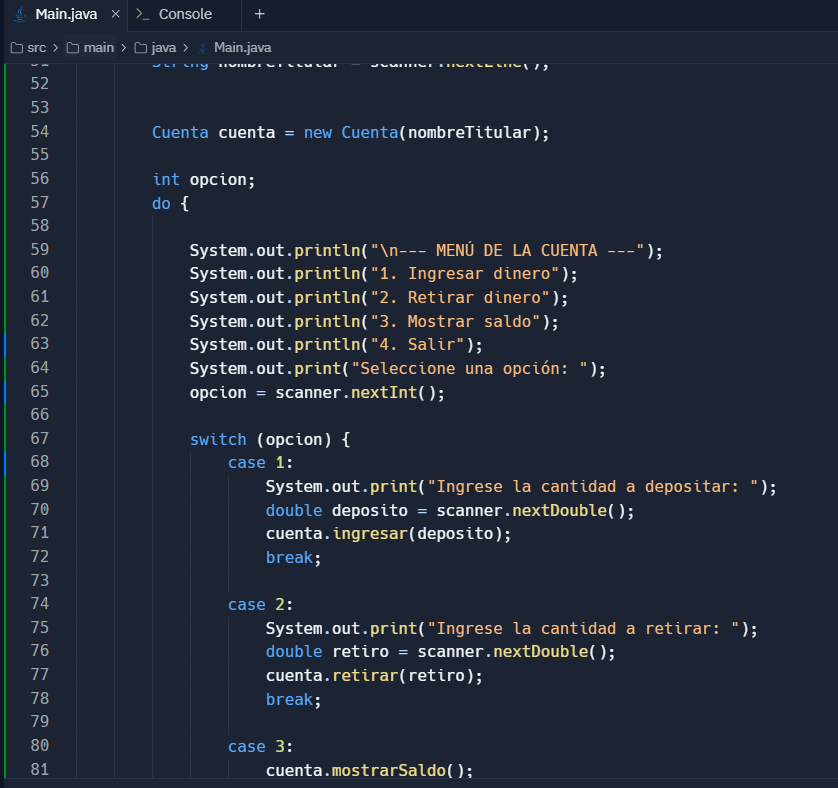 Main.java × >_ Console +
src > main > java > Main.java
51 String nombreTitular = scanner.nextLine();
52
53
54 Cuenta cuenta = new Cuenta(nombreTitular);
55
56 int opcion;
57 do {
58
59 System.out.println("\n--- MENÚ DE LA CUENTA ---");
60 System.out.println("1. Ingresar dinero");
61 System.out.println("2. Retirar dinero");
62 System.out.println("3. Mostrar saldo");
63 System.out.println("4. Salir");
64 System.out.print("Seleccione una opción: ");
65 opcion = scanner.nextInt();
66
67 switch (opcion) {
68 case 1:
69 System.out.print("Ingrese la cantidad a depositar: ");
70 double deposito = scanner.nextDouble();
71 cuenta.ingresar(deposito);
72 break;
73
74 case 2:
75 System.out.print("Ingrese la cantidad a retirar: ");
76 double retiro = scanner.nextDouble();
77 cuenta.retirar(retiro);
78 break;
79
80 case 3:
81 cuenta.mostrarSaldo();